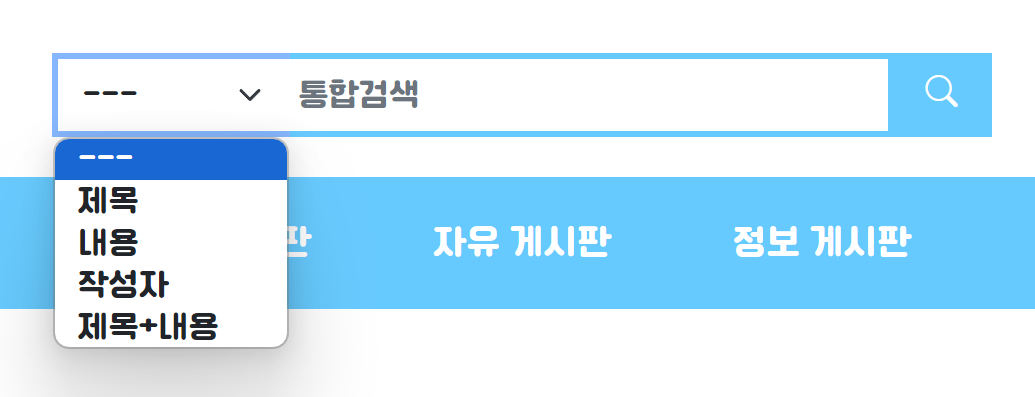 --- 통합검색
---
제목
내용
작성자
제목+내용
판 자유 게시판 정보 게시판